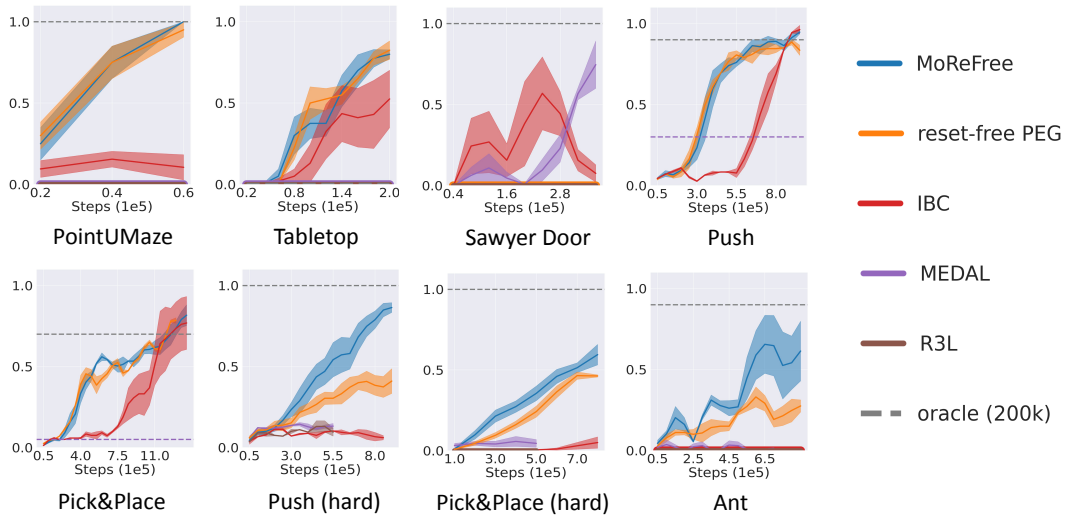 1.0
0.5
0.0
0.2 0.4 0.6
Steps (1e5)
PointUMaze
1.0
0.5
0.0
0.2 0.8 1.4 2.0
Steps (1e5)
Tabletop
1.0
0.5
0.0
0.4 1.6 2.8
Steps (1e5)
Sawyer Door
1.0
0.5
0.0
0.5 3.0 5.5 8.0
Steps (1e5)
Push
1.0
0.5
0.0
0.5 4.0 7.5 11.0
Steps (1e5)
Pick&Place
1.0
0.5
0.0
0.5 3.0 5.5 8.0
Steps (1e5)
Push (hard)
1.0
0.5
0.0
1.0 3.0 5.0 7.0
Steps (1e5)
Pick&Place (hard)
1.0
0.5
0.0
0.5 2.5 4.5 6.5
Steps (1e5)
Ant
MoReFree
reset-free PEG
IBC
MEDAL
R3L
oracle (200k)